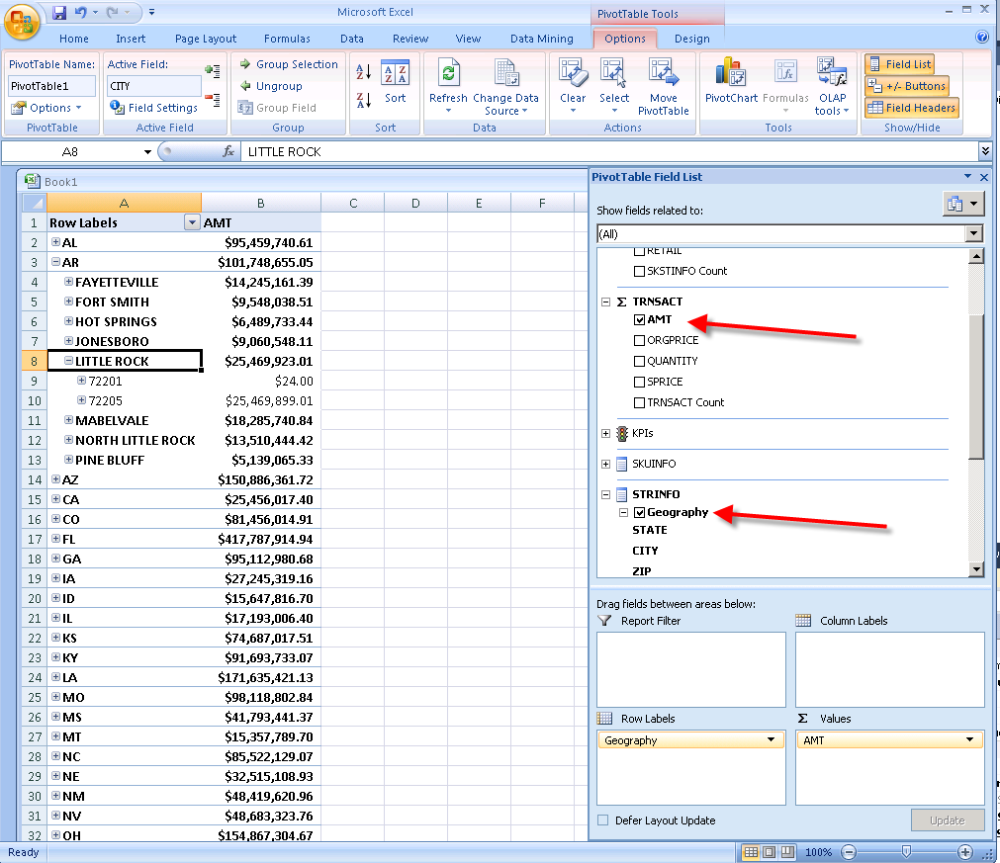 Microsoft Excel
PivotTable Tools
Home Insert Page Layout Formulas Data Review View Data Mining Options Design
PivotTable Name:
PivotTable1
Options
PivotTable
Active Field:
CITY
Field Settings
Active Field
Group Selection
Ungroup
Group Field
Group
Sort
Sort
Refresh
Change Data
Source
Data
Clear
Select
Move
PivotTable
Actions
PivotChart
Formulas
OLAP
tools
Tools
Field List
+/- Buttons
Field Headers
Show/Hide
A8 fx LITTLE ROCK
Book1
A B C D E F
1 Row Labels AMT
2 AL $95,459,740.61
3 AR $101,748,655.05
4 FAYETTEVILLE $14,245,161.39
5 FORT SMITH $9,548,038.51
6 HOT SPRINGS $6,489,733.44
7 JONESBORO $9,060,548.11
8 LITTLE ROCK $25,469,923.01
9 72201 $24.00
10 72205 $25,469,899.01
11 MABELVALE $18,285,740.84
12 NORTH LITTLE ROCK $13,510,444.42
13 PINE BLUFF $5,139,065.33
14 AZ $150,886,361.72
15 CA $25,456,017.40
16 CO $81,456,014.91
17 FL $417,787,914.94
18 GA $95,112,980.68
19 IA $27,245,319.16
20 ID $15,647,816.70
21 IL $17,193,006.40
22 KS $74,687,017.51
23 KY $91,693,733.07
24 LA $171,635,421.13
25 MO $98,118,802.84
26 MS $41,793,441.37
27 MT $15,357,789.70
28 NC $85,522,129.07
29 NE $32,515,108.93
30 NM $48,419,620.96
31 NV $48,683,323.76
32 OH $154,867,304.67
PivotTable Field List
Show fields related to:
(All)
RETAIL
SKSTINFO Count
Σ TRNSACT
AMT
ORGPRICE
QUANTITY
SPRICE
TRNSACT Count
KPIs
SKUINFO
STRINFO
Geography
STATE
CITY
ZIP
Drag fields between areas below:
Report Filter
Column Labels
Row Labels
Geography
Σ Values
AMT
Defer Layout Update
Update
Ready
100%